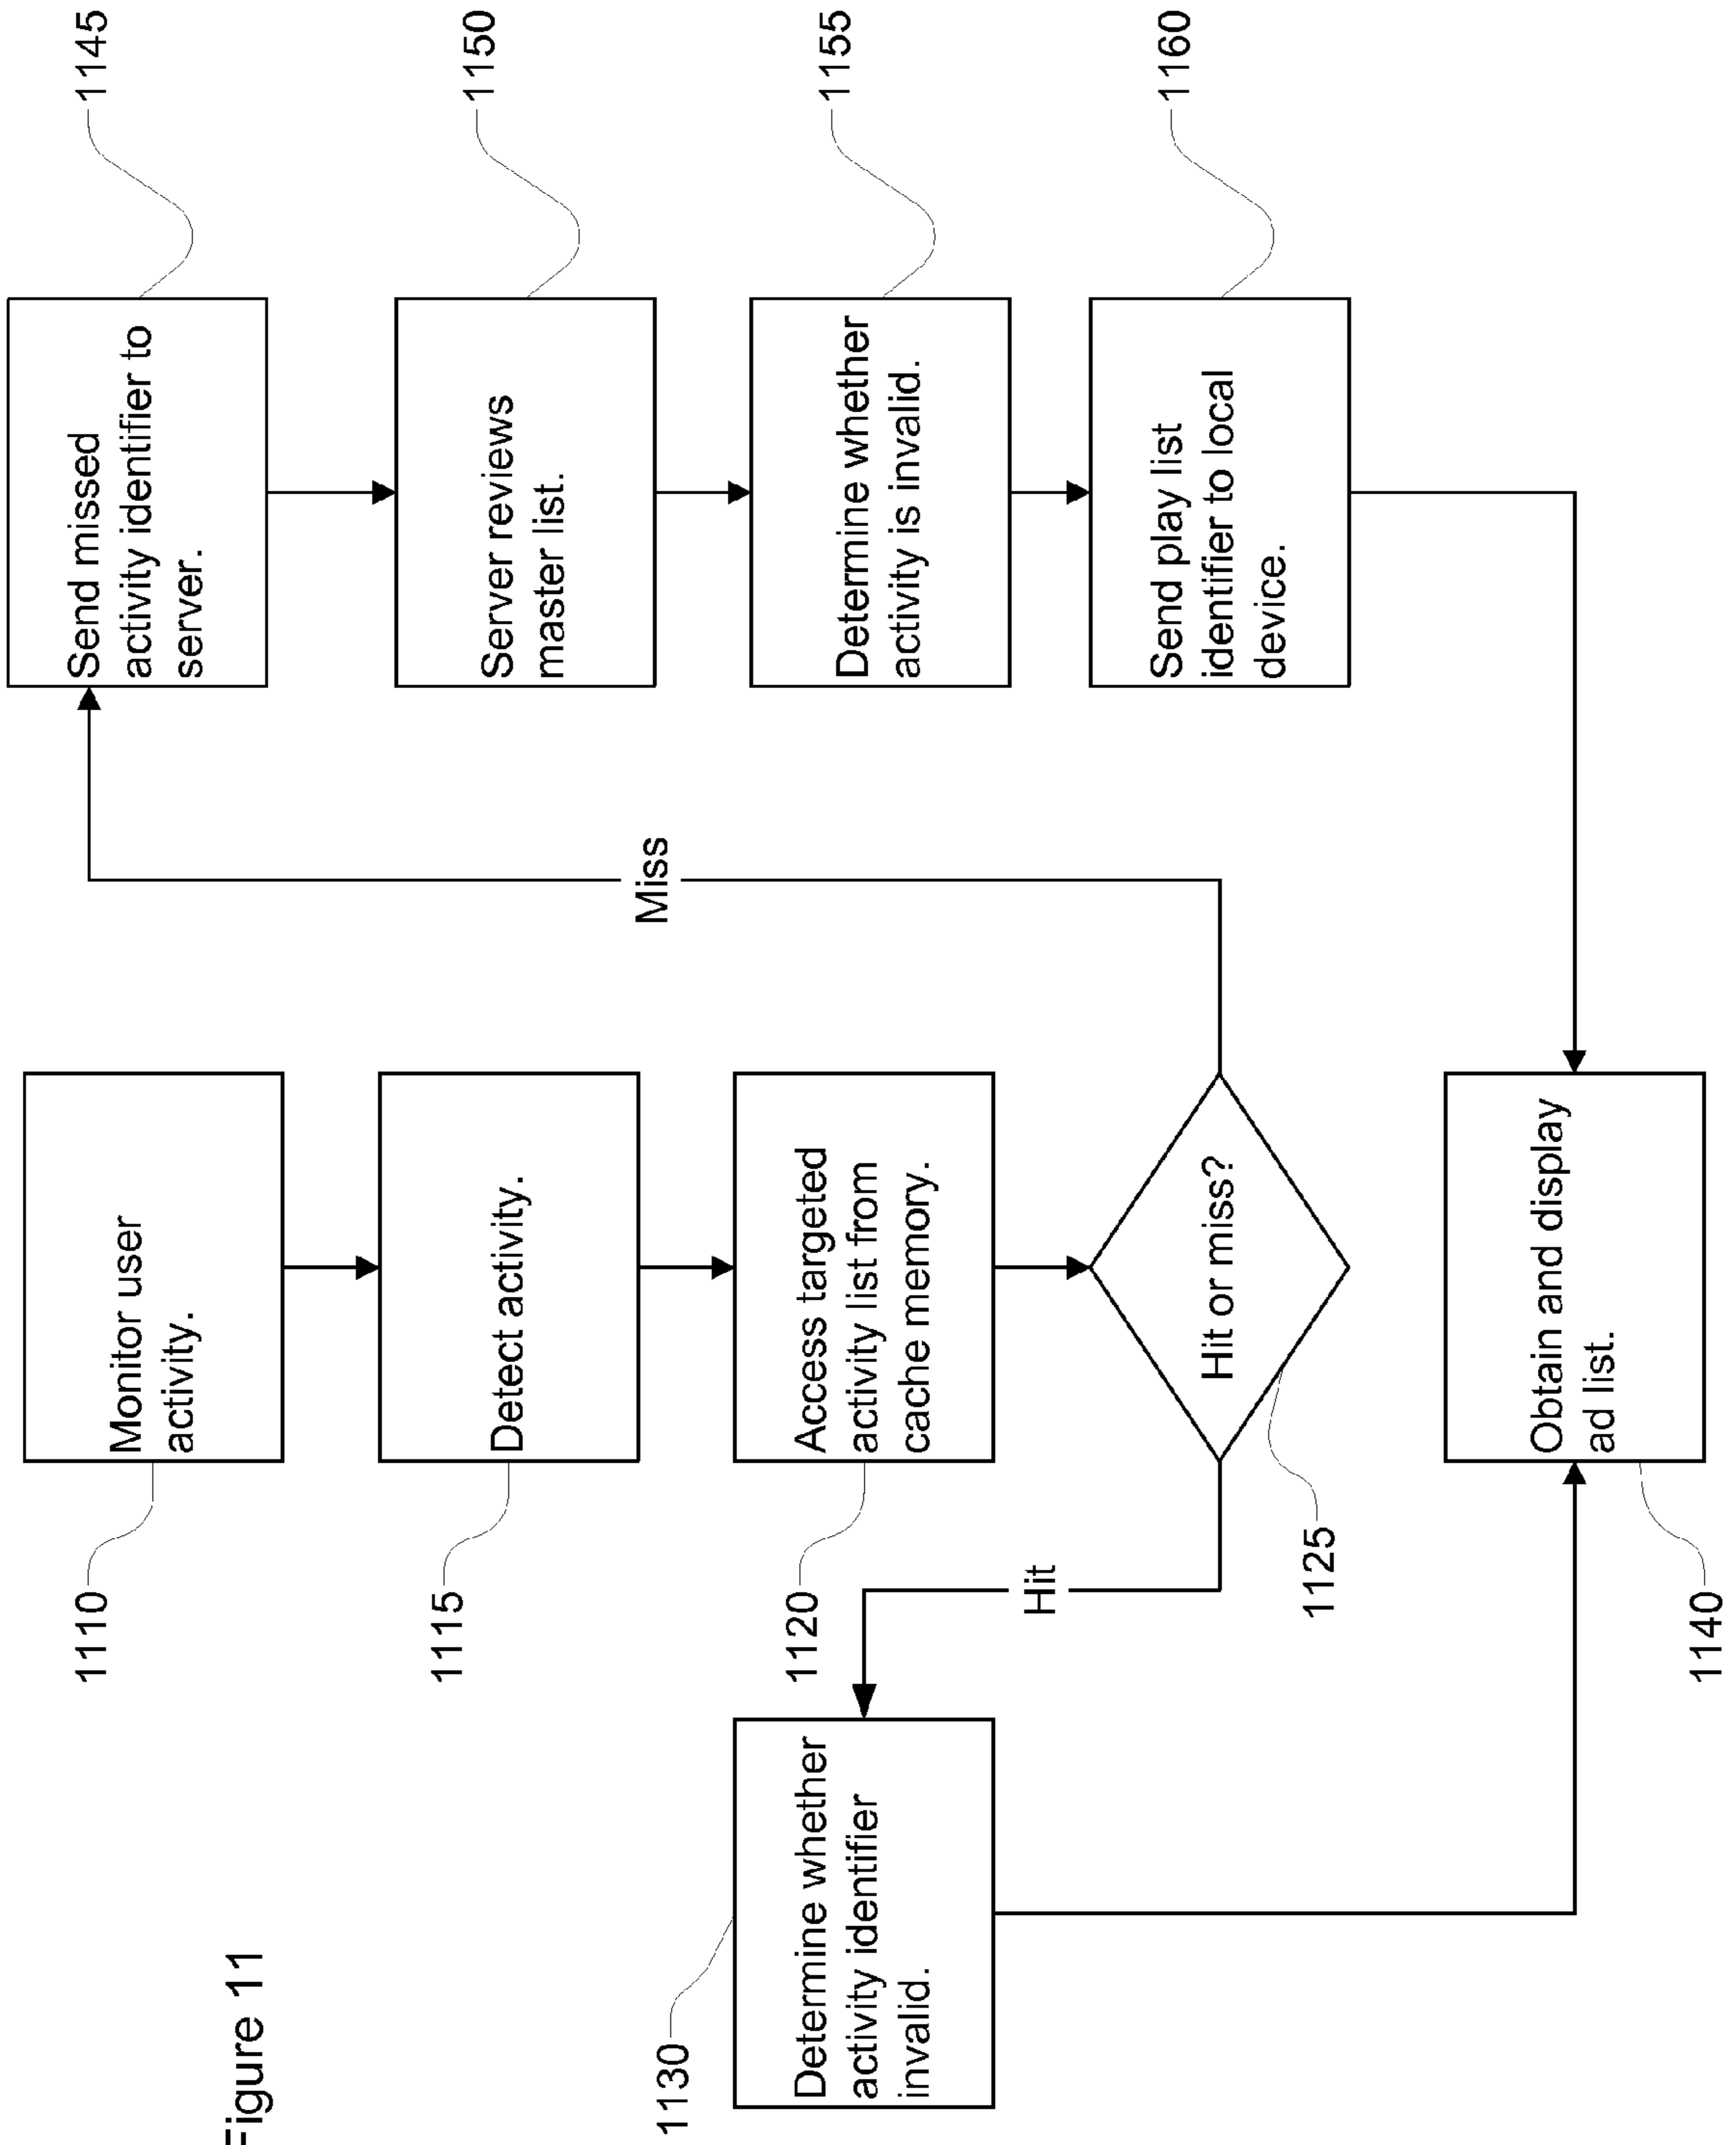 Figure 11
1110
Monitor user
activity.
1115
Detect activity.
1120
Access targeted
activity list from
cache memory.
1125
Hit or miss?
Hit
Miss
1130
Determine whether
activity identifier
invalid.
1140
Obtain and display
ad list.
1145
Send missed
activity identifier to
server.
1150
Server reviews
master list.
1155
Determine whether
activity is invalid.
1160
Send play list
identifier to local
device.